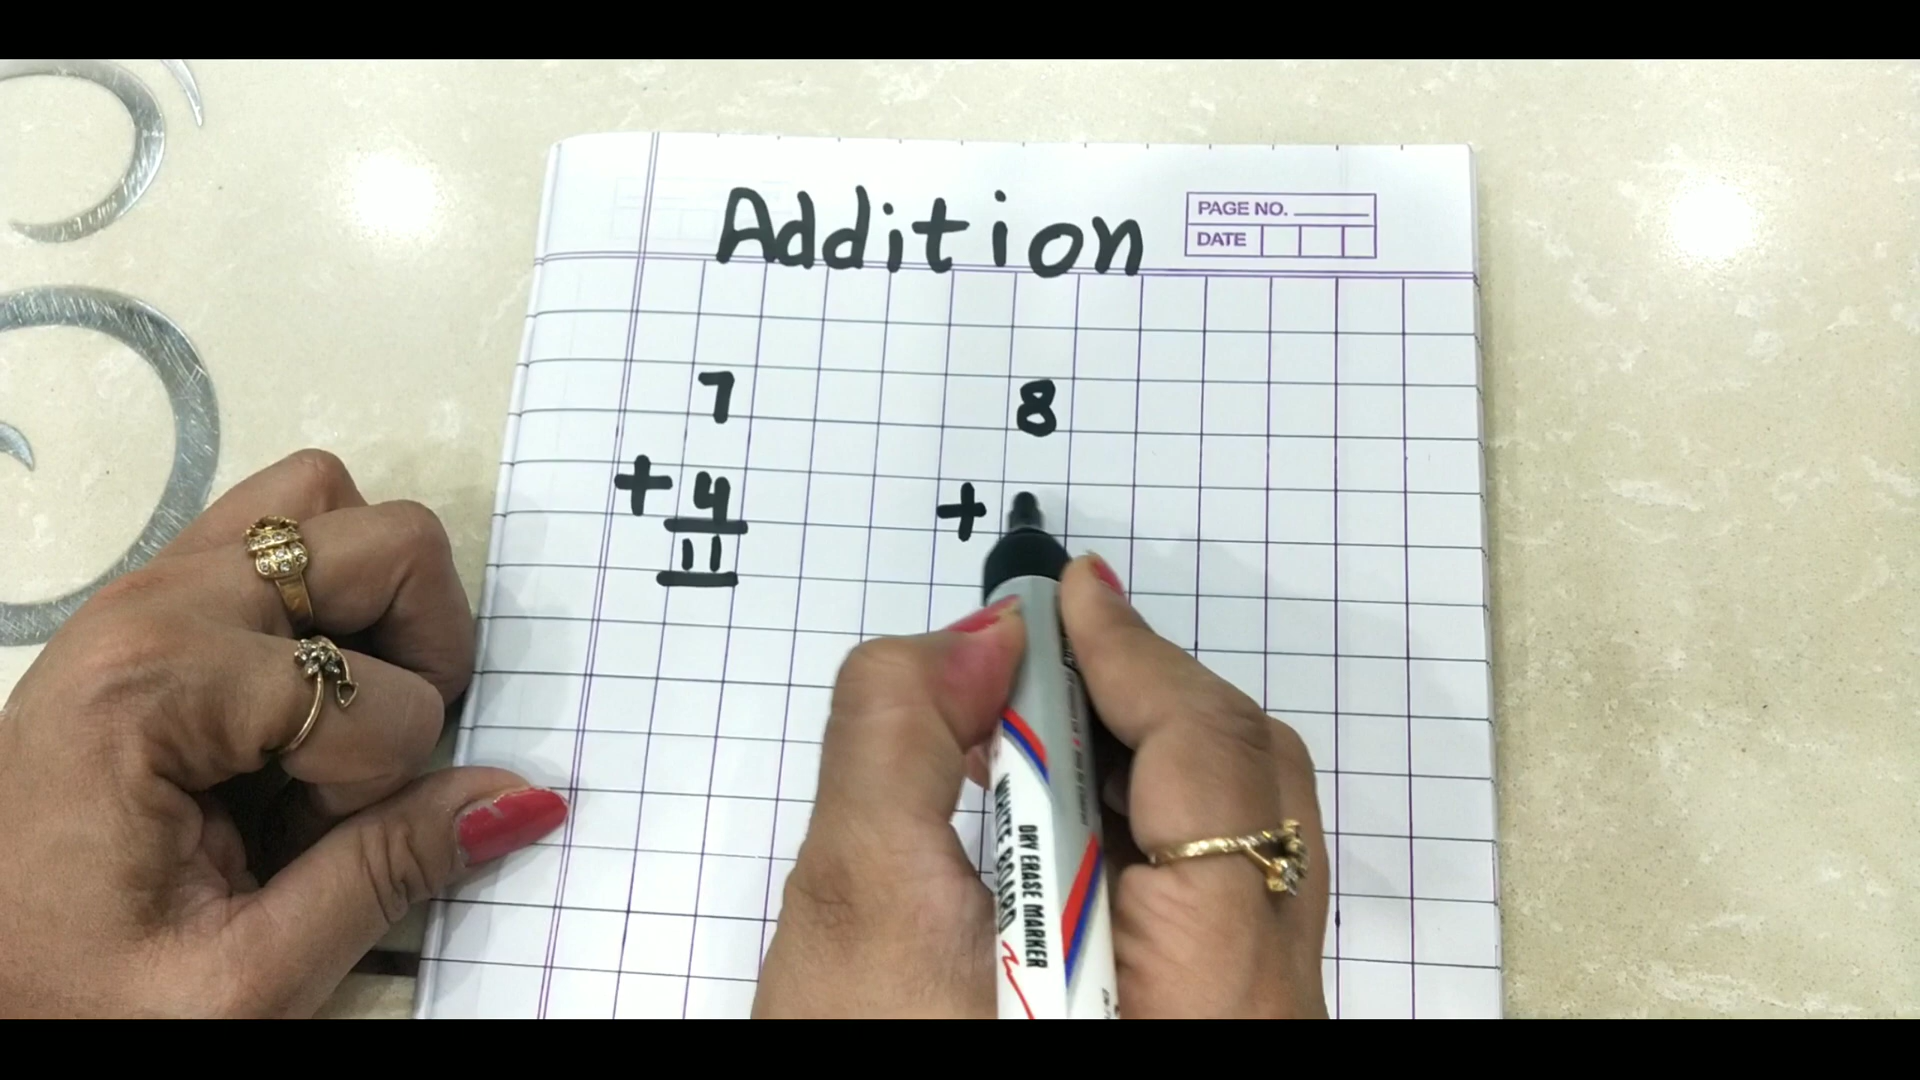 Addition
PAGE NO.
DATE
7
+ 4
11
8
+
WHITE BOARD
DRY ERASE MARKER